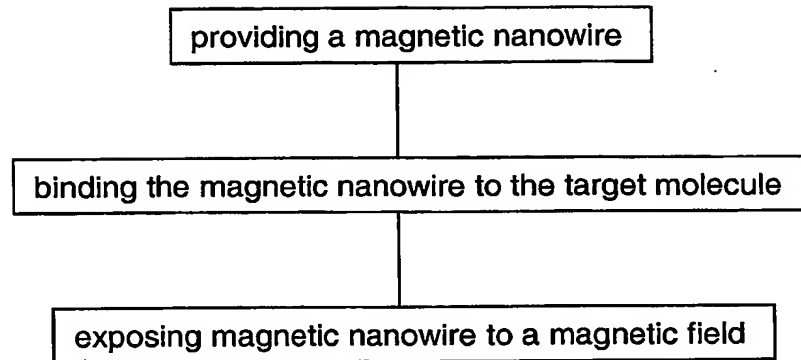 providing a magnetic nanowire
binding the magnetic nanowire to the target molecule
exposing magnetic nanowire to a magnetic field